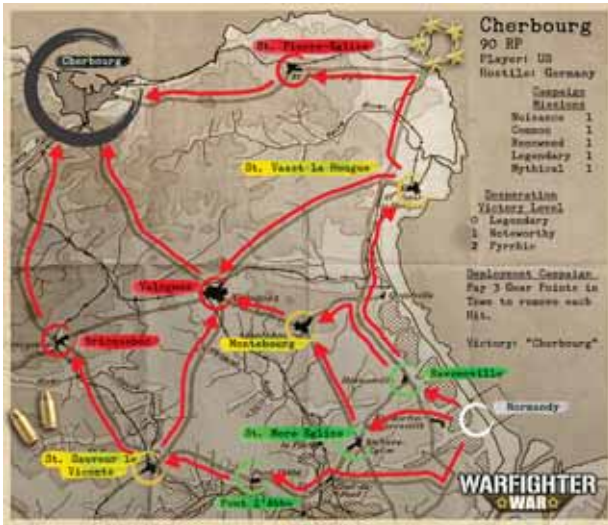 Cherbourg
90 RP
Player: US
Hostile: Germany
Campaign
Missions
Nuisance 1
Common 1
Renowned 1
Legendary 1
Mythical 1
Desperation
Victory Level
0 Legendary
1 Noteworthy
2 Pyrrhic
Deployment Campaign
Pay 3 Gear Points in
Town to remove each
Hit.
Victory: "Cherbourg"
Cherbourg
St. Pierre-Eglise
St. Vaast-La Hougue
Valognes
Bricquebec
Montebourg
Ravenoville
Normandy
St. Mere Eglise
St. Sauveur le
Vicomte
Pont l'Abbe
WARFIGHTER
WAR